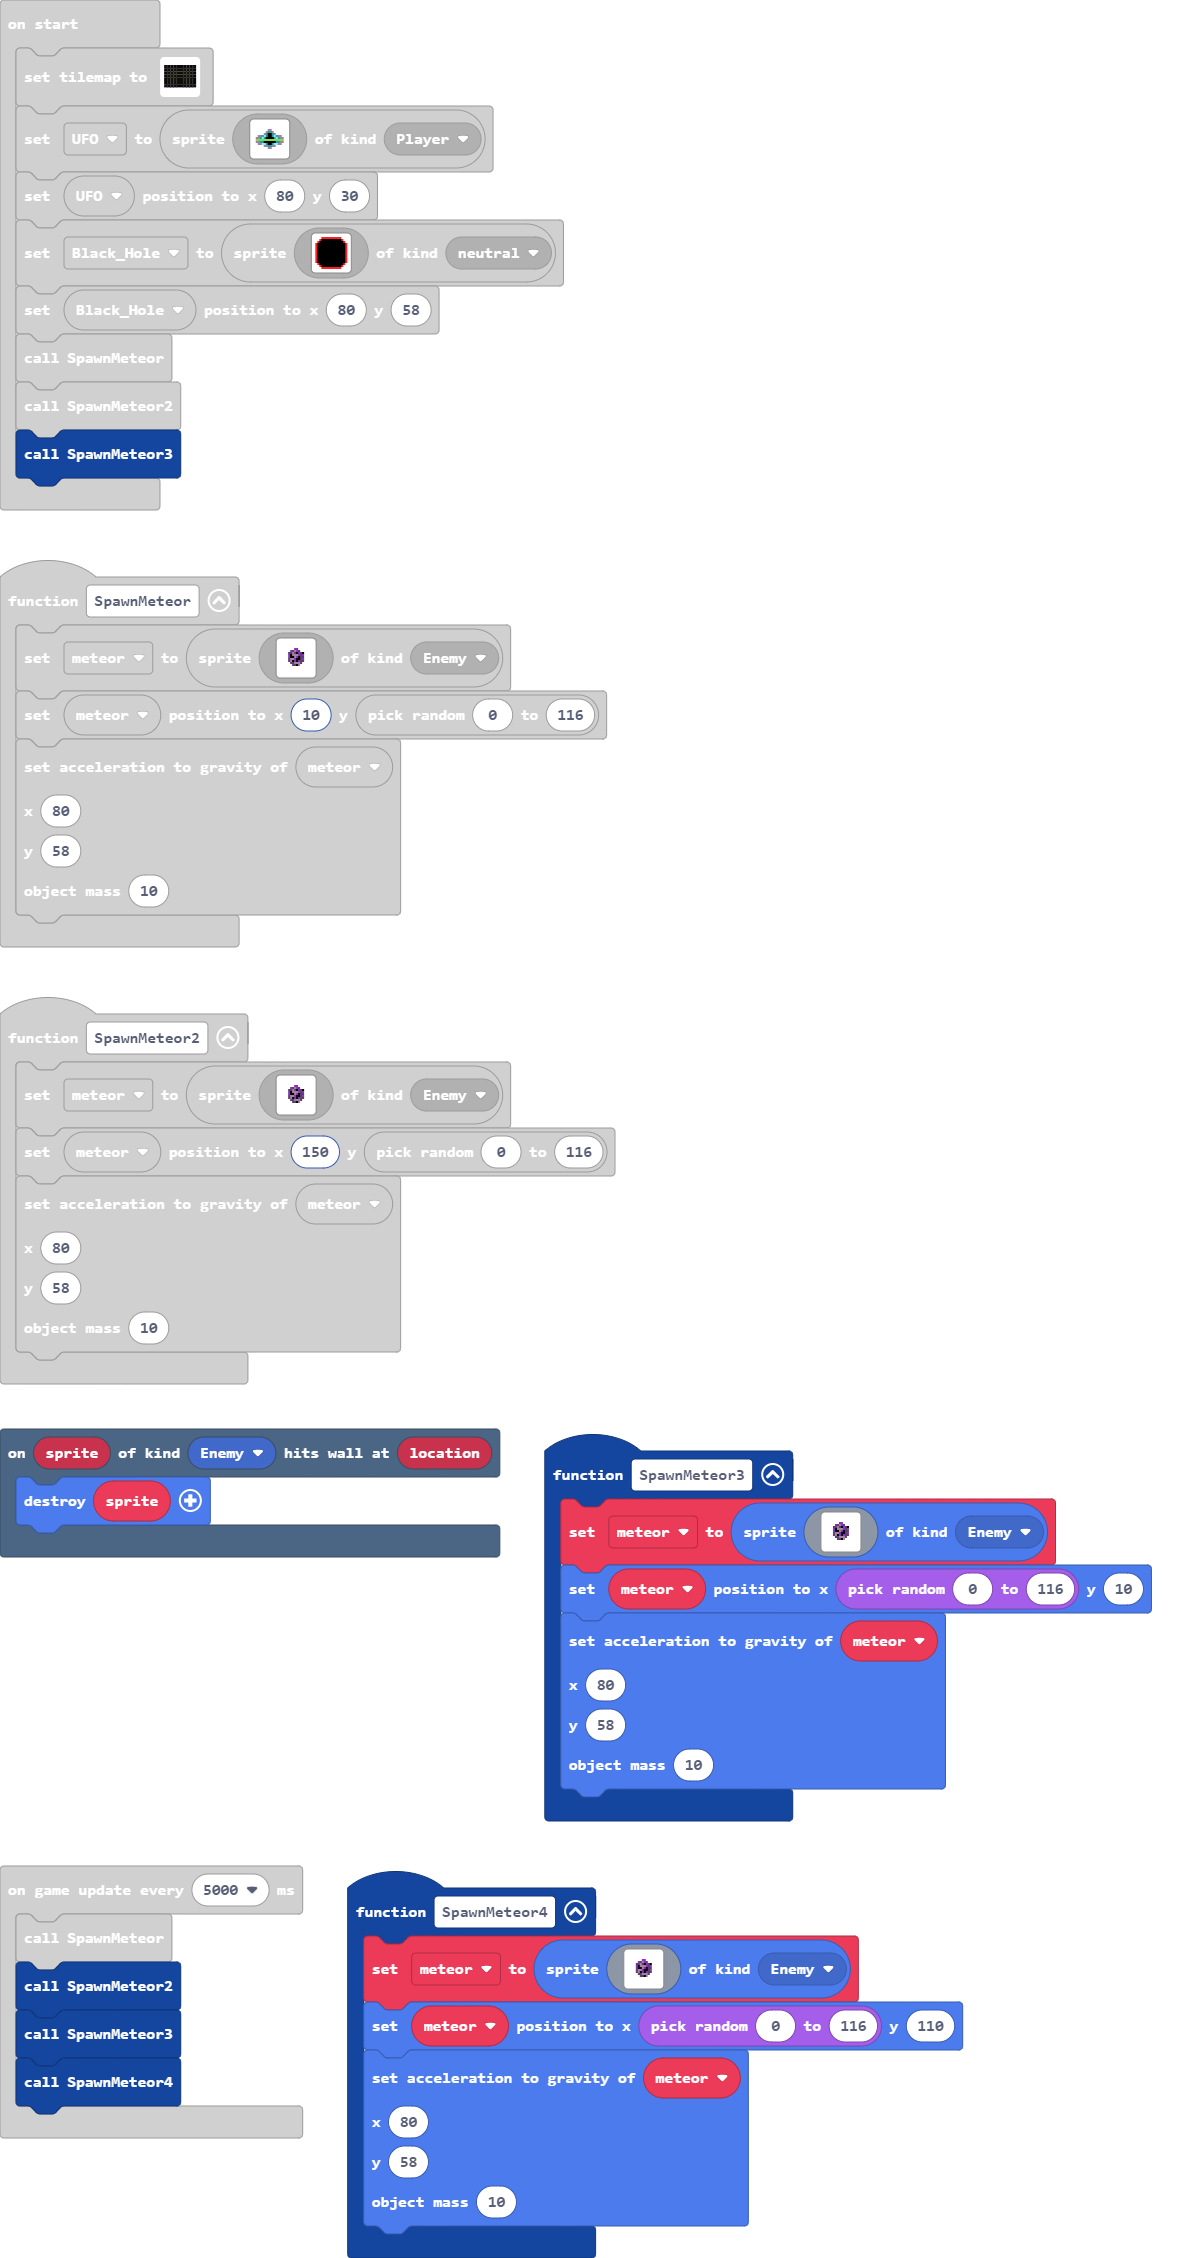 on start
set tilemap to
set UFO to sprite of kind Player
set UFO position to x 80 y 30
set Black_Hole to sprite of kind neutral
set Black_Hole position to x 80 y 58
call SpawnMeteor
call SpawnMeteor2
call SpawnMeteor3
function SpawnMeteor
set meteor to sprite of kind Enemy
set meteor position to x 10 y pick random 0 to 116
set acceleration to gravity of meteor
x 80
y 58
object mass 10
function SpawnMeteor2
set meteor to sprite of kind Enemy
set meteor position to x 150 y pick random 0 to 116
set acceleration to gravity of meteor
x 80
y 58
object mass 10
on sprite of kind Enemy hits wall at location
destroy sprite
function SpawnMeteor3
set meteor to sprite of kind Enemy
set meteor position to x pick random 0 to 116 y 10
set acceleration to gravity of meteor
x 80
y 58
object mass 10
on game update every 5000 ms
call SpawnMeteor
call SpawnMeteor2
call SpawnMeteor3
call SpawnMeteor4
function SpawnMeteor4
set meteor to sprite of kind Enemy
set meteor position to x pick random 0 to 116 y 110
set acceleration to gravity of meteor
x 80
y 58
object mass 10